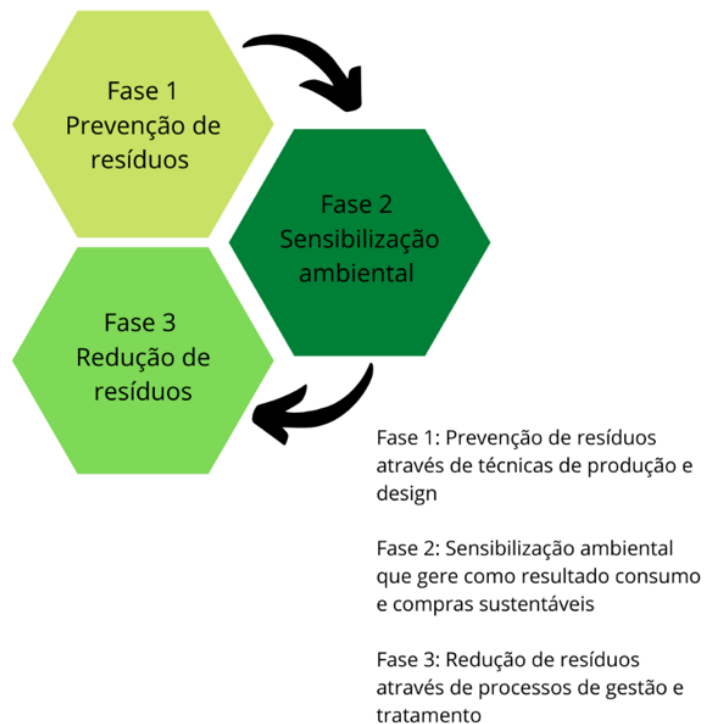 Fase 1
Prevenção de
resíduos
Fase 2
Sensibilização
ambiental
Fase 3
Redução de
resíduos
Fase 1: Prevenção de resíduos
através de técnicas de produção e
design
Fase 2: Sensibilização ambiental
que gere como resultado consumo
e compras sustentáveis
Fase 3: Redução de resíduos
através de processos de gestão e
tratamento